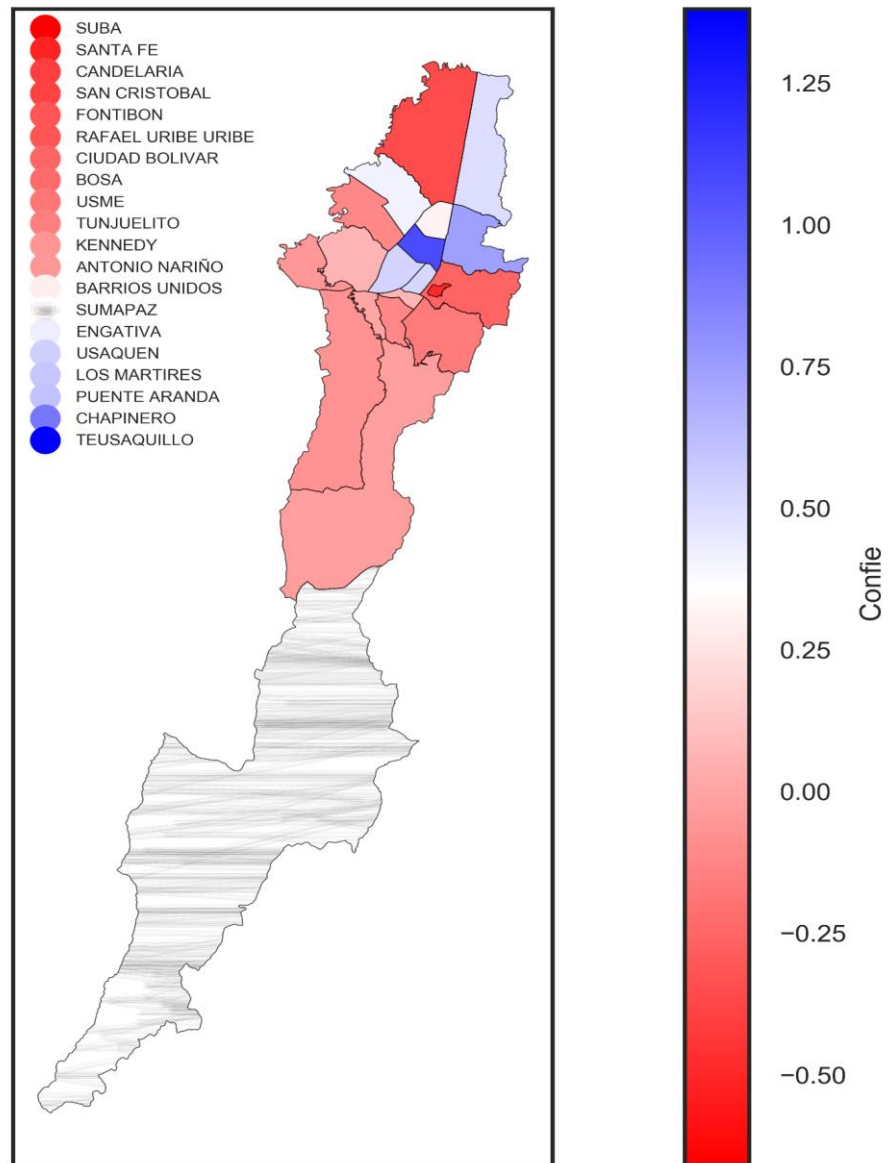 SUBA
SANTA FE
CANDELARIA
SAN CRISTOBAL
FONTIBON
RAFAEL URIBE URIBE
CIUDAD BOLIVAR
BOSA
USME
TUNJUELITO
KENNEDY
ANTONIO NARIÑO
BARRIOS UNIDOS
SUMAPAZ
ENGATIVA
USAQUEN
LOS MARTIRES
PUENTE ARANDA
CHAPINERO
TEUSAQUILLO
1.25
1.00
0.75
0.50
0.25
0.00
−0.25
−0.50
Confie